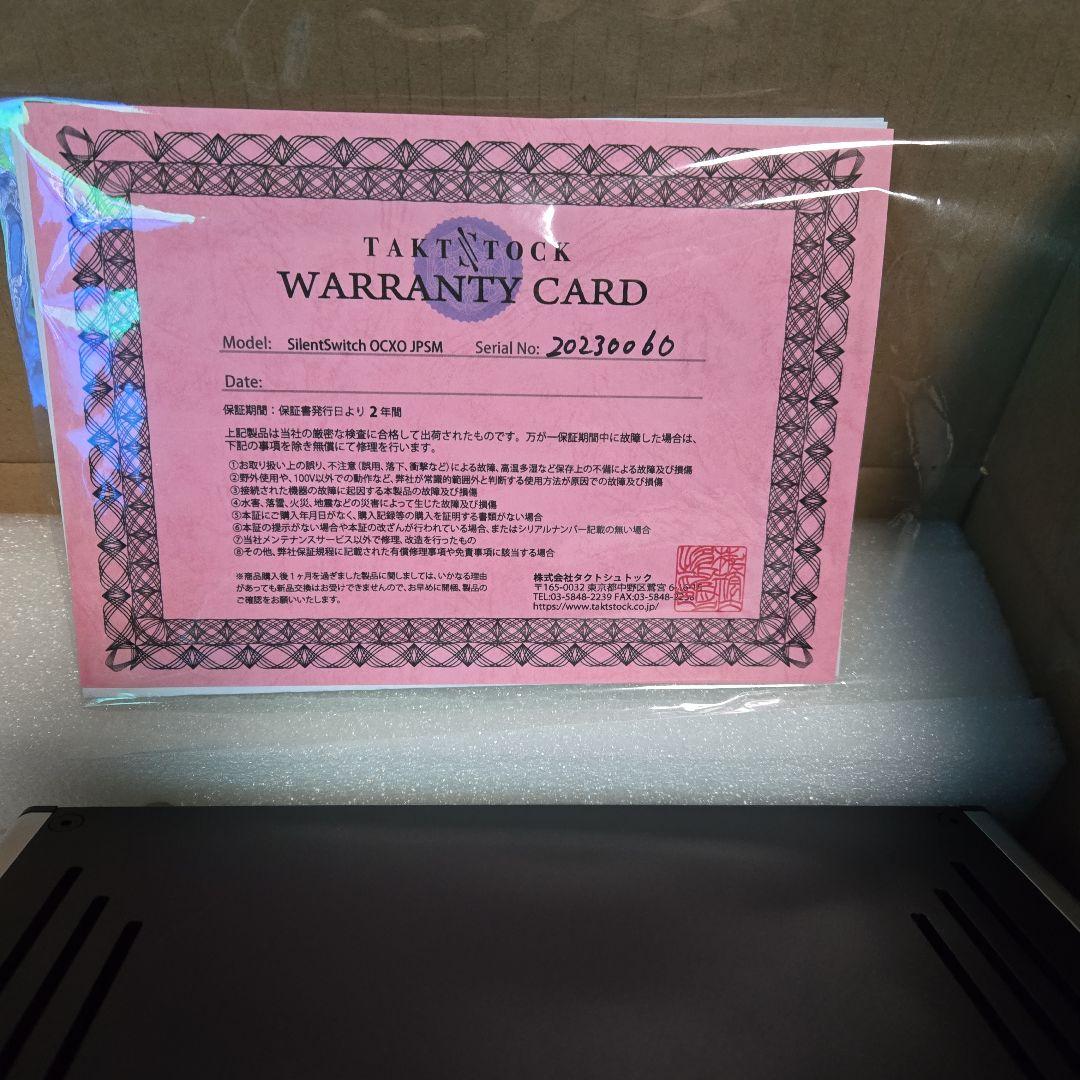 TAKTSTOCK
WARRANTY CARD
Model: SilentSwitch OCXO JPSM Serial No: 20230060
Date:
保証期間：保証書発行日より 2 年間
上記製品は当社の厳密な検査に合格して出荷されたものです。万が一保証期間中に故障した場合は、
下記の事項を除き無償にて修理を行います。
①お取り扱い上の誤り、不注意（誤用、落下、衝撃など）による故障、高温多湿など保存上の不備による故障及び損傷
②野外使用や、100V以外での動作など、弊社が常識的範囲外と判断する使用方法が原因での故障及び損傷
③接続された機器の故障に起因する本製品の故障及び損傷
④水害、落雷、火災、地震などの災害によって生じた故障及び損傷
⑤本証にご購入年月日がなく、購入記録等の購入を証明する書類がない場合
⑥本証の提示がない場合や本証の改ざんが行われている場合、またはシリアルナンバー記載の無い場合
⑦当社メンテナンスサービス以外で修理、改造を行ったもの
⑧その他、弊社保証規程に記載された有償修理事項や免責事項に該当する場合
※商品購入後1ヶ月を過ぎました製品に関しましては、いかなる理由
があっても新品交換はお受けできませんので、お早めに開梱、製品の
ご確認をお願いいたします。
株式会社タクトシュトック
〒165-0032 東京都中野区鷺宮
TEL:03-5848-2239 FAX:03-5848-
https://www.taktstock.co.jp/